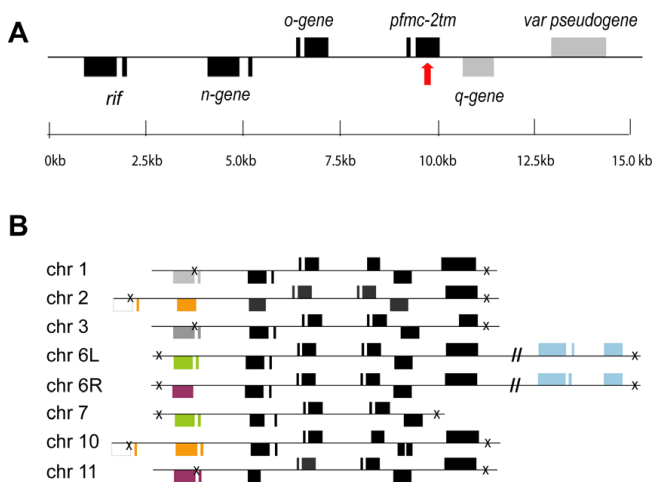 A
o-gene pfmc-2tm var pseudogene
rif n-gene q-gene
0kb 2.5kb 5.0kb 7.5kb 10.0kb 12.5kb 15.0 kb
B
chr 1 x x
chr 2 x x
chr 3 x x
chr 6L x // x
chr 6R x // x
chr 7 x x
chr 10 x x
chr 11 x x